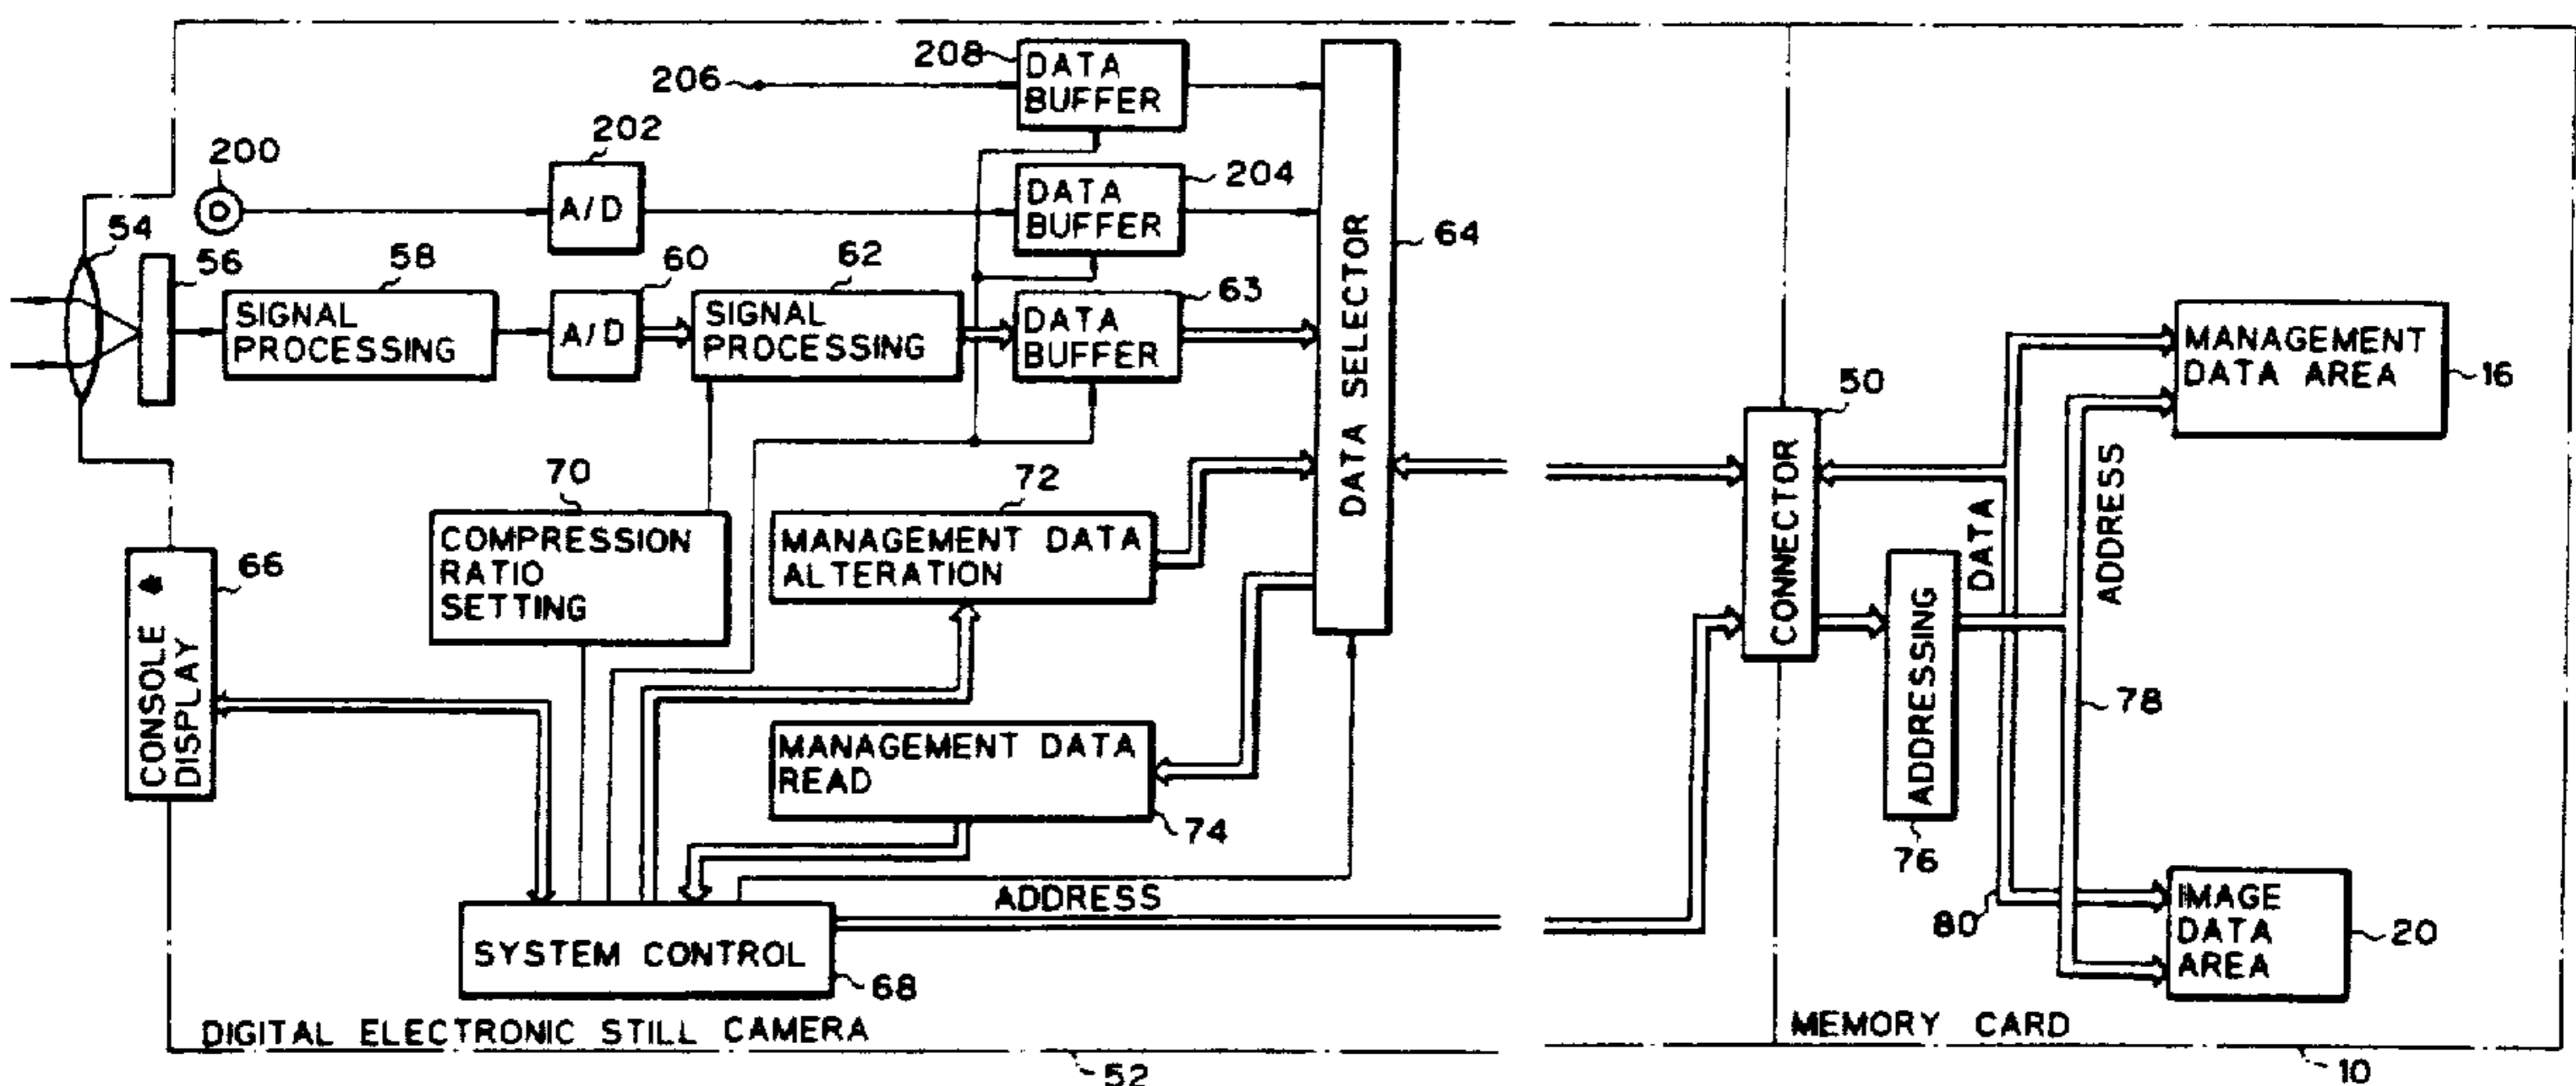 208
DATA
BUFFER
206
202
200
A/D
DATA
BUFFER
204
54
56
58
60
62
63
64
SIGNAL
PROCESSING
A/D
SIGNAL
PROCESSING
DATA
BUFFER
DATA SELECTOR
50
CONNECTOR
MANAGEMENT
DATA AREA
16
DATA
ADDRESS
70
COMPRESSION
RATIO
SETTING
72
MANAGEMENT DATA
ALTERATION
66
CONSOLE &
DISPLAY
MANAGEMENT DATA
READ
74
ADDRESSING
76
78
ADDRESS
SYSTEM CONTROL
68
80
IMAGE
DATA
AREA
20
DIGITAL ELECTRONIC STILL CAMERA
52
MEMORY CARD
10